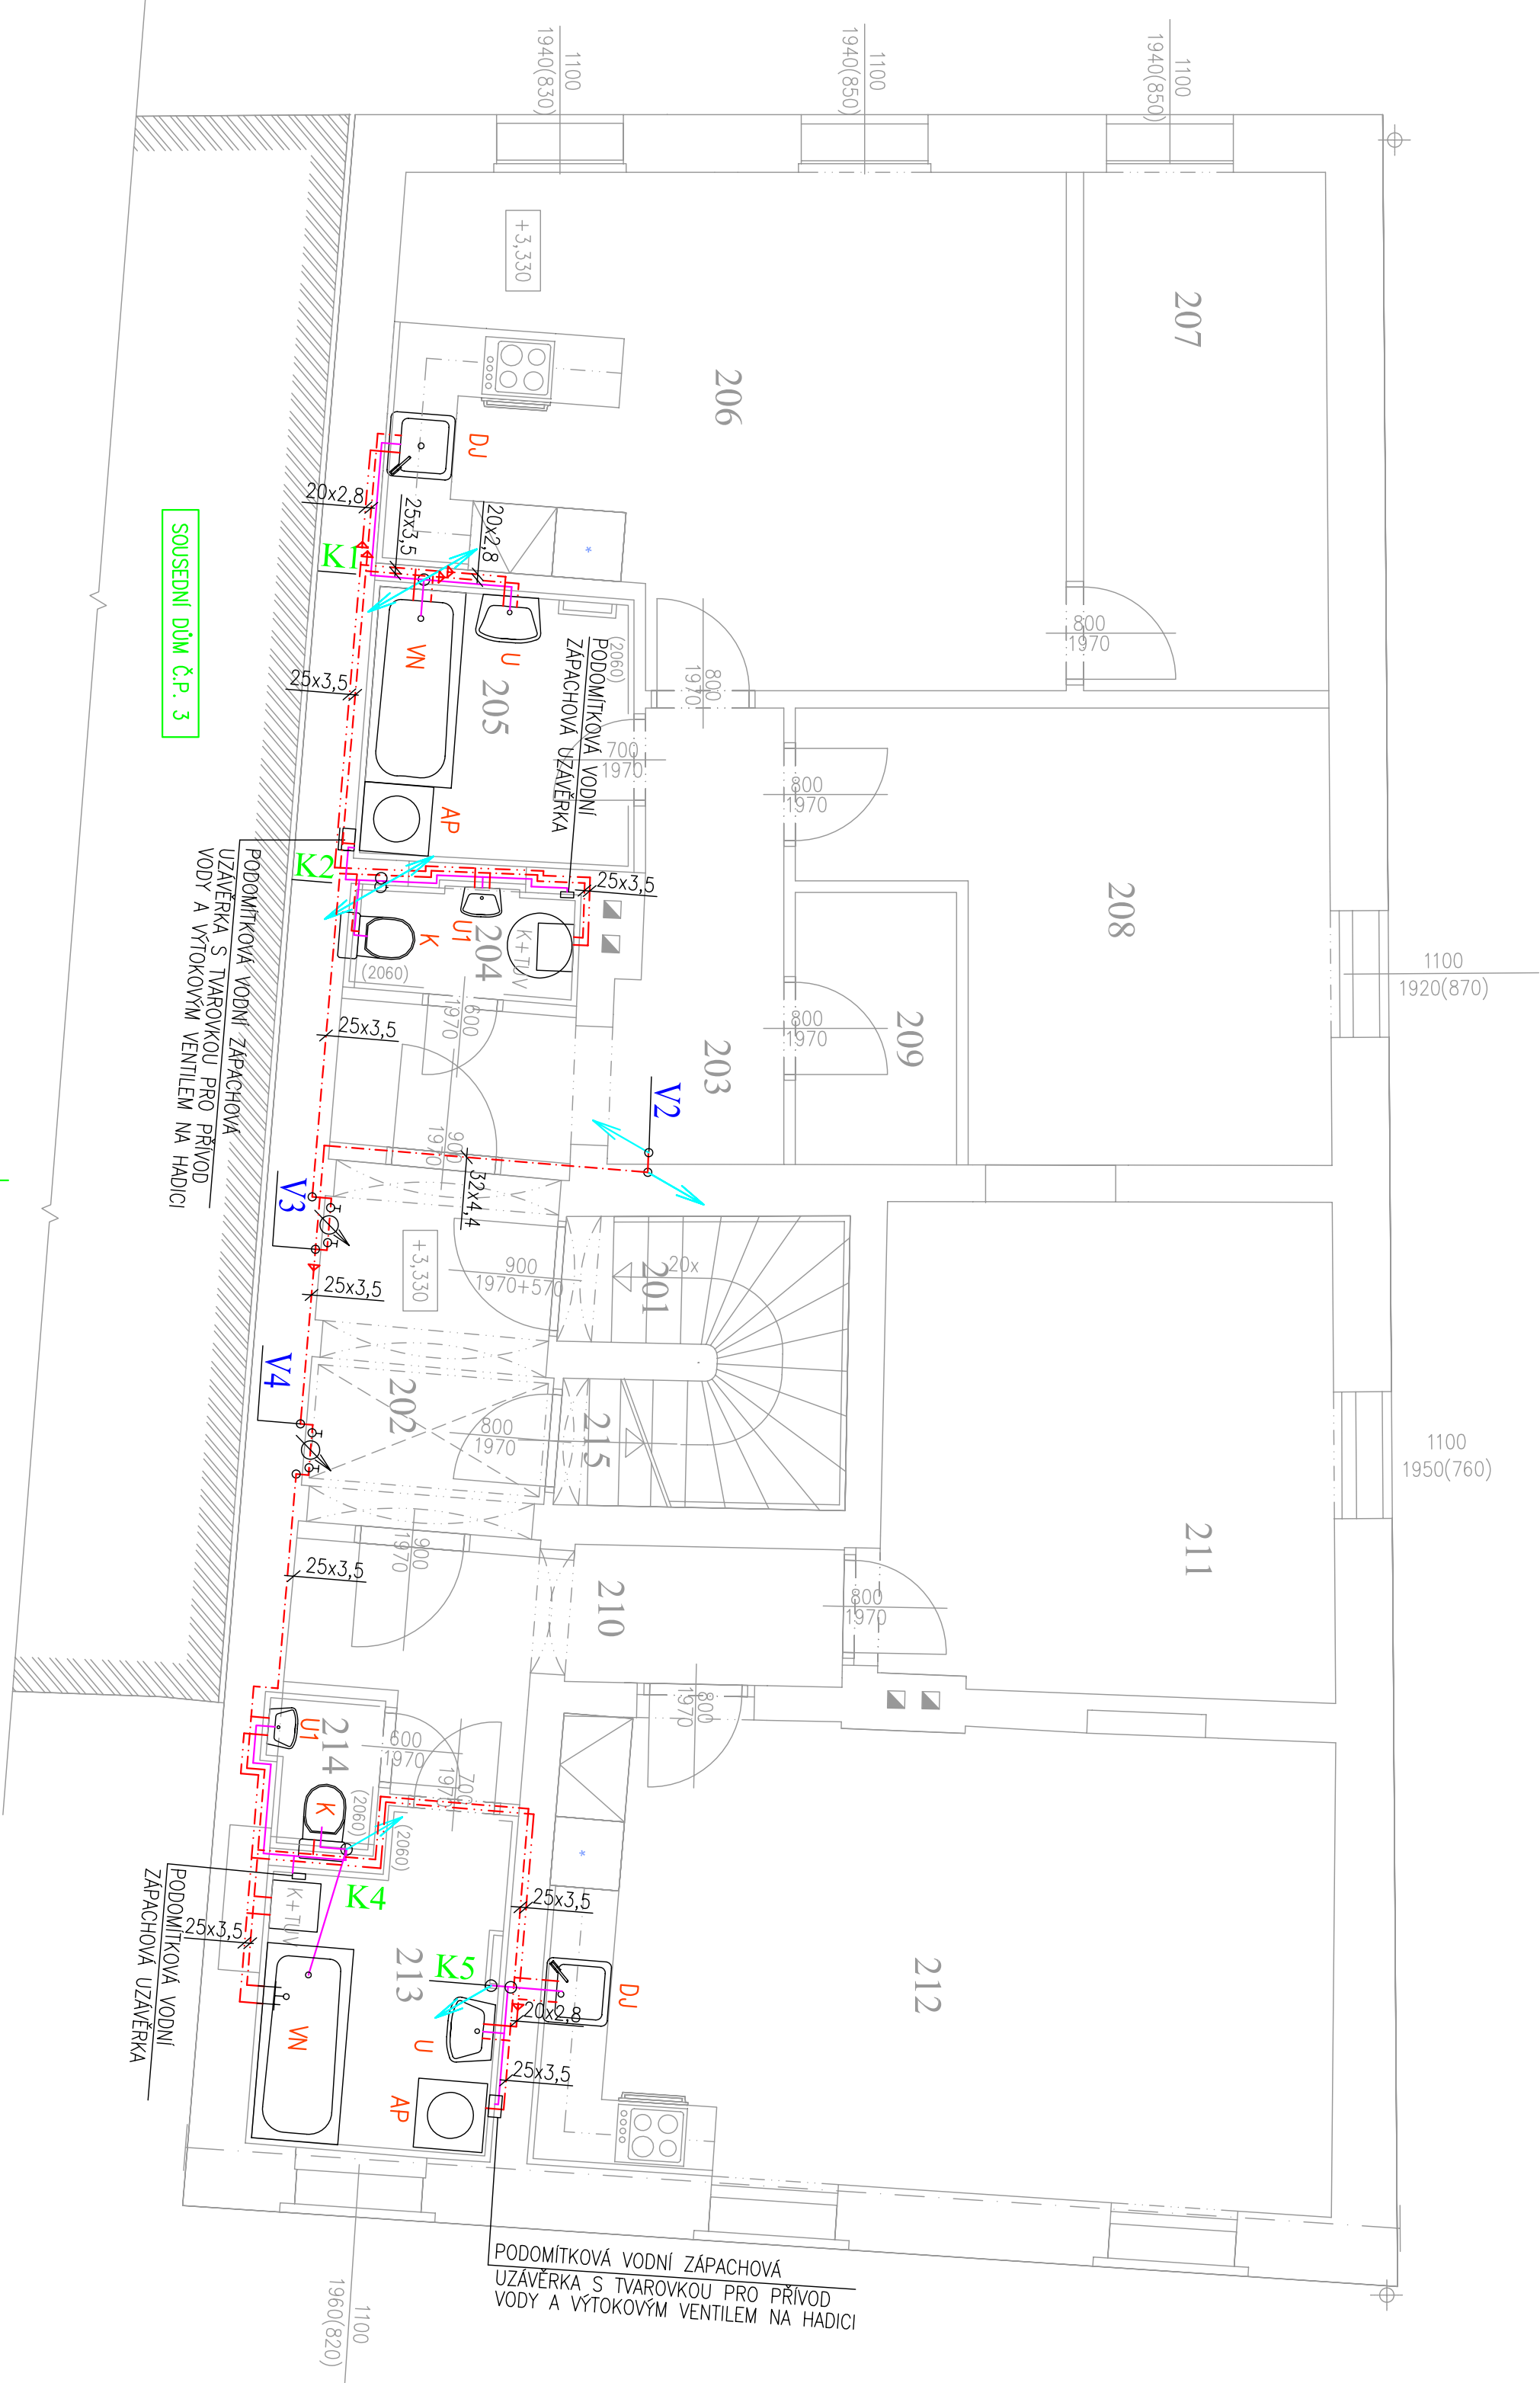 1100
1940(830)
1100
1940(850)
1100
1940(850)
+3,330
207
206
DJ
20x2,8
25x3,5
20x2,8
K1
*
SOUSEDNÍ DŮM Č.P. 3
VN
U
205
(2060)
PODOMÍTKOVÁ VODNÍ
ZÁPACHOVÁ UZÁVĚRKA
25x3,5
800
1970
800
1970
700
1970
800
1970
AP
K2
25x3,5
K
U1
204
K+TUV
(2060)
PODOMÍTKOVÁ VODNÍ ZÁPACHOVÁ
UZÁVĚRKA S TVAROVKOU PRO PŘÍVOD
VODY A VÝTOKOVÝM VENTILEM NA HADICI
208
1100
1920(870)
600
1970
25x3,5
800
1970
209
203
V2
900
1970
32x4,4
V3
+3,330
900
1970+570
201
20x
25x3,5
V4
202
800
1970
215
1100
1950(760)
211
900
1970
25x3,5
210
800
1970
800
1970
U1
214
600
1970
700
1970
K
(2060)
(2060)
*
K4
K+TUV
25x3,5
PODOMÍTKOVÁ VODNÍ
ZÁPACHOVÁ UZÁVĚRKA
25x3,5
213
K5
DJ
212
20x2,8
U
VN
25x3,5
AP
PODOMÍTKOVÁ VODNÍ ZÁPACHOVÁ
UZÁVĚRKA S TVAROVKOU PRO PŘÍVOD
VODY A VÝTOKOVÝM VENTILEM NA HADICI
1100
1960(820)